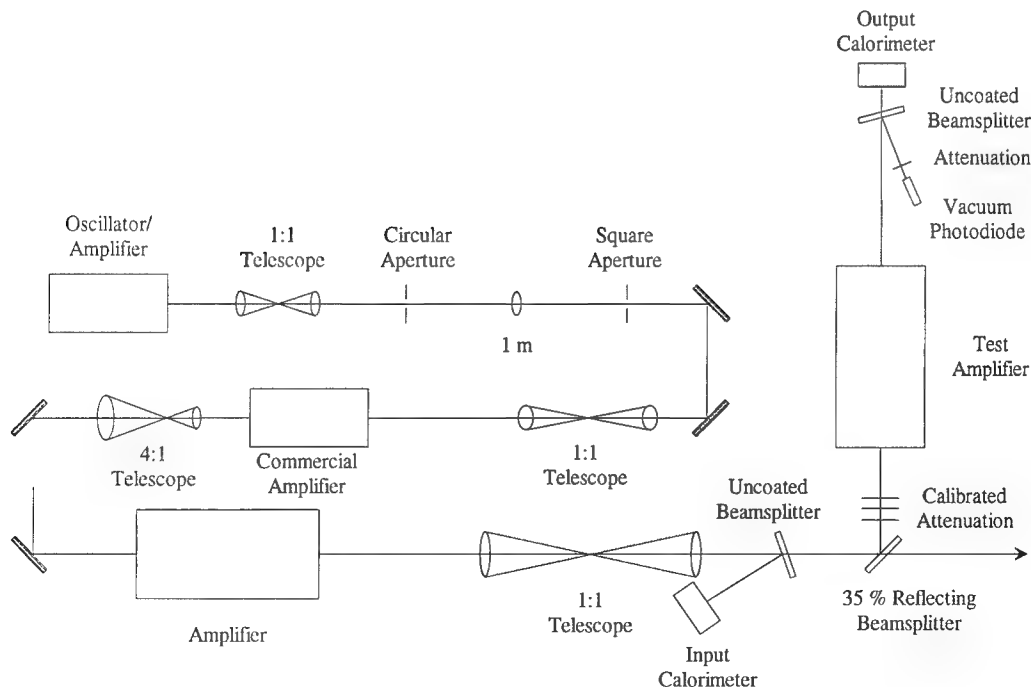 Output
Calorimeter
Uncoated
Beamsplitter
Attenuation
Vacuum
Photodiode
Oscillator/
Amplifier
1:1
Telescope
Circular
Aperture
Square
Aperture
1 m
Test
Amplifier
4:1
Telescope
Commercial
Amplifier
1:1
Telescope
Uncoated
Beamsplitter
Calibrated
Attenuation
Amplifier
1:1
Telescope
Input
Calorimeter
35 % Reflecting
Beamsplitter